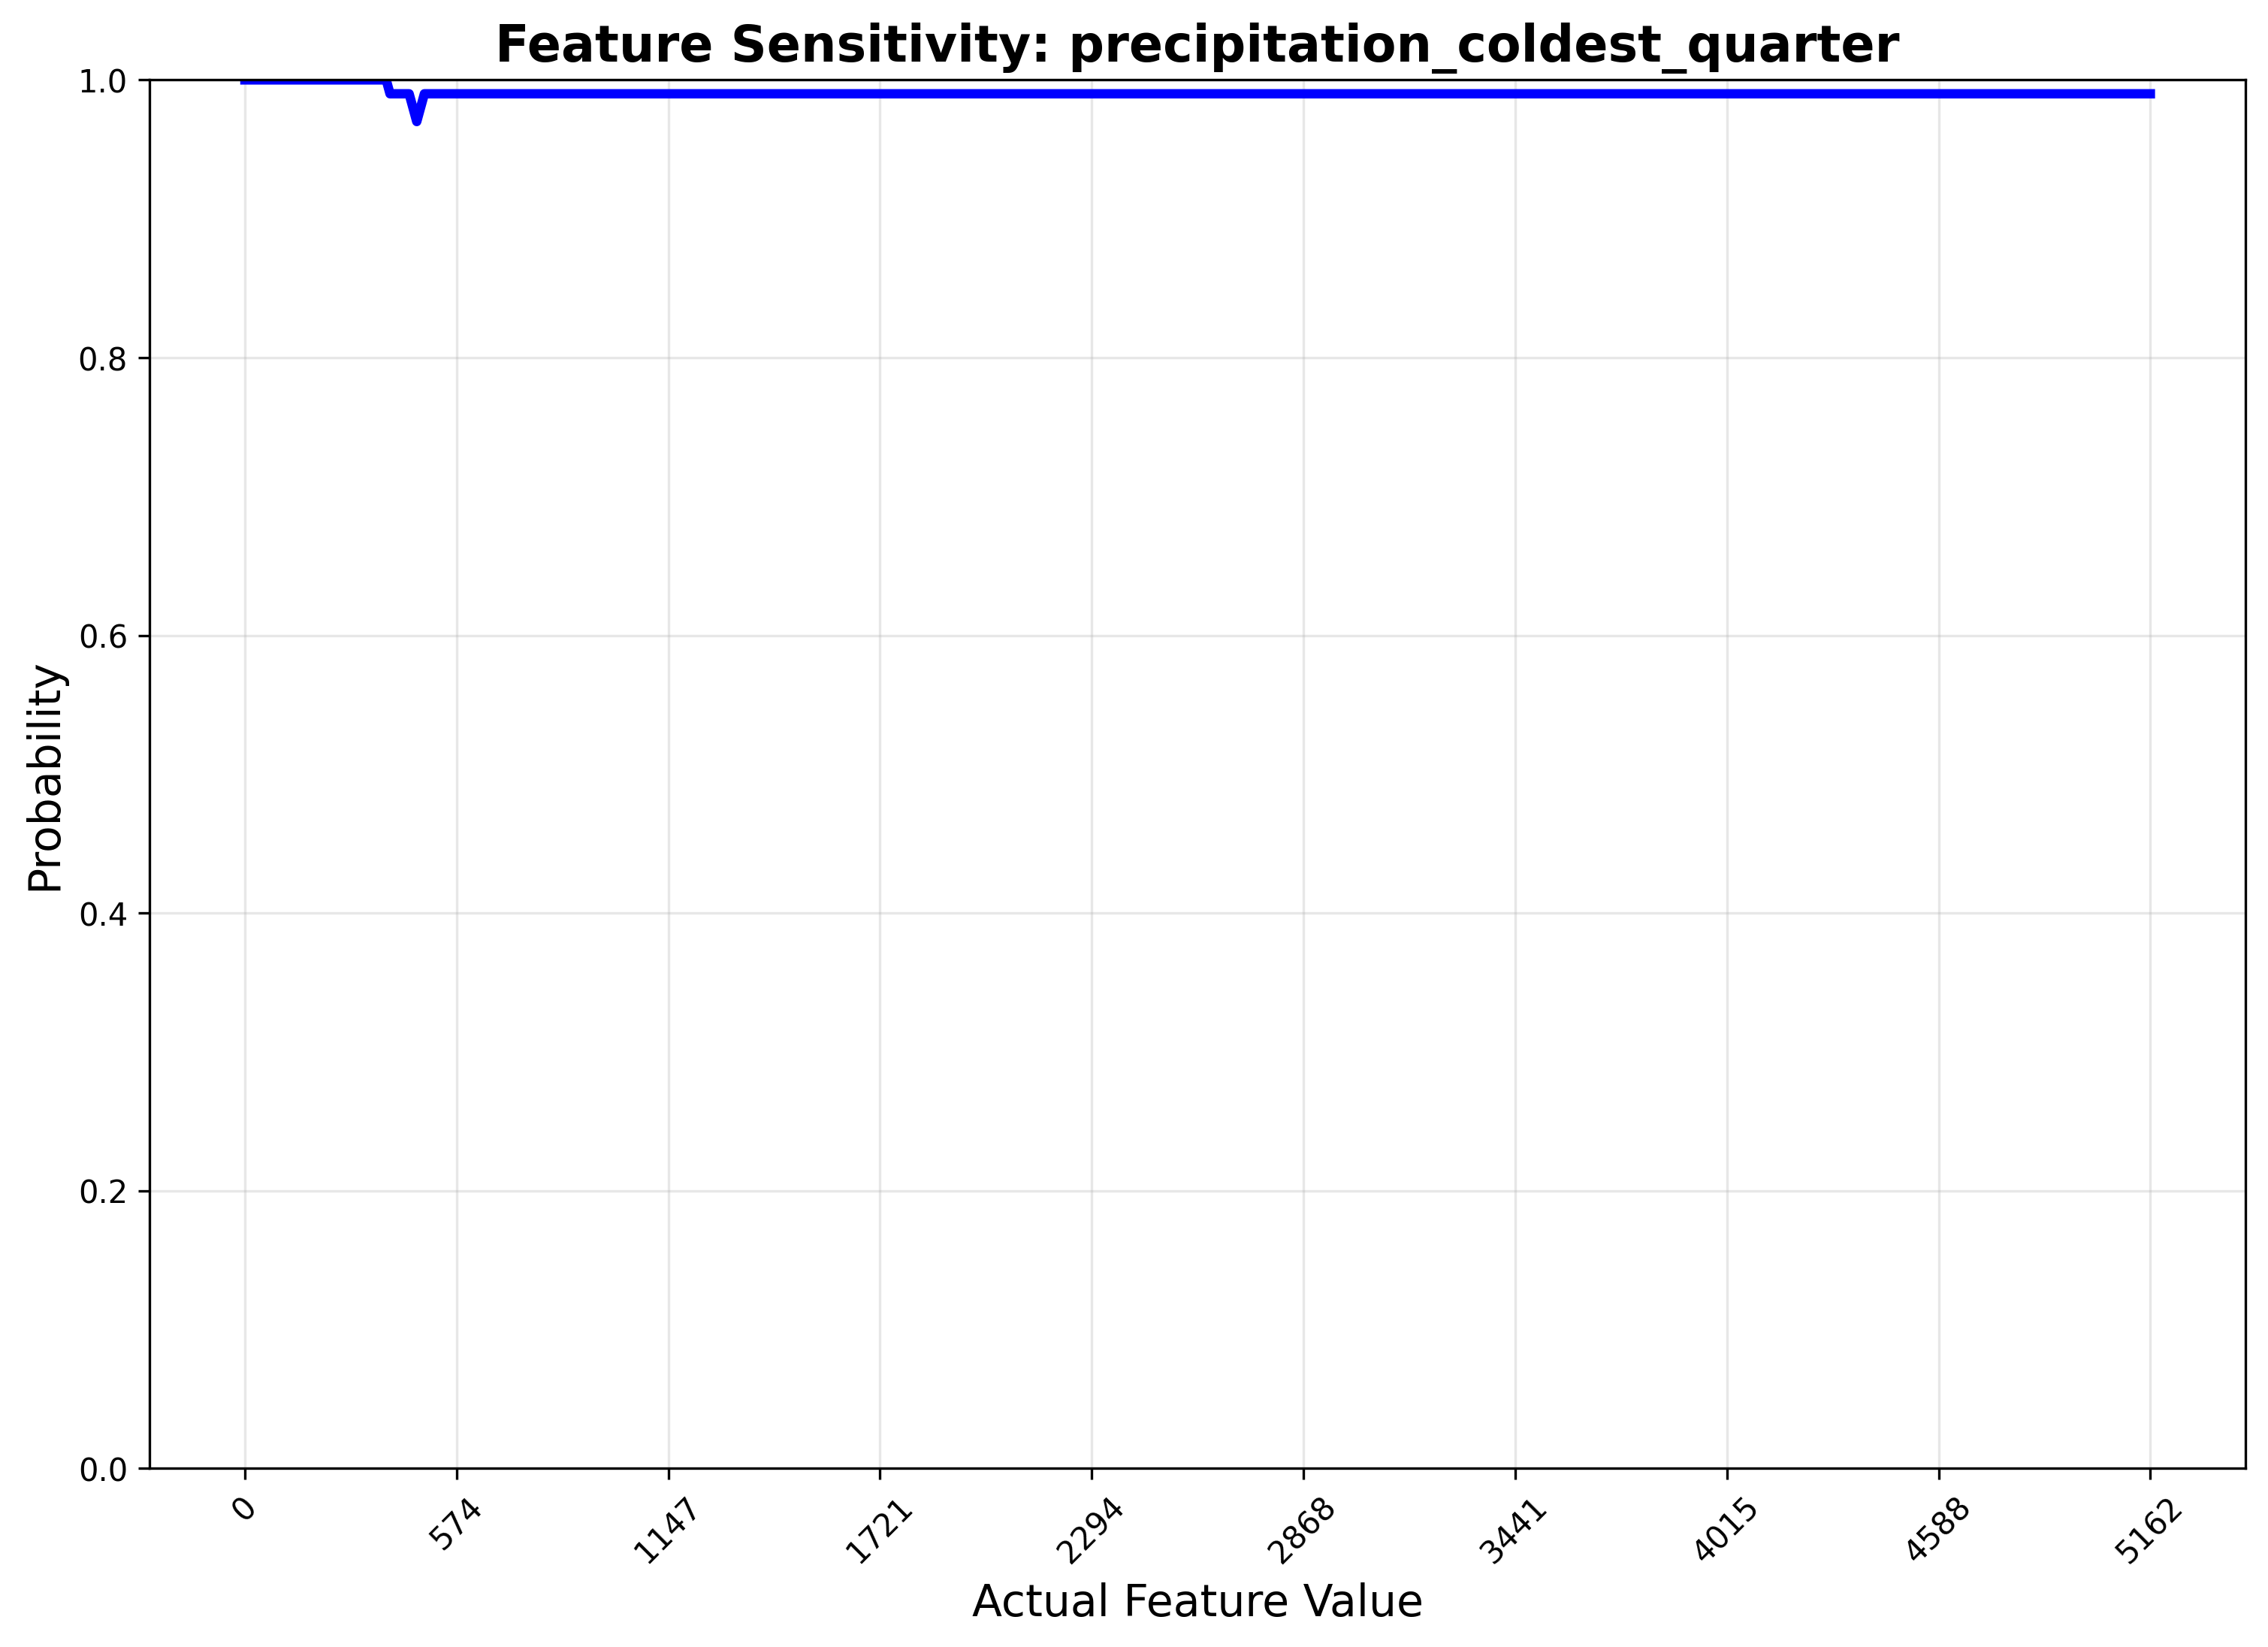 Feature Sensitivity: precipitation_coldest_quarter
1.0
0.8
0.6
0.4
0.2
0.0
Probability
0 574 1147 1721 2294 2868 3441 4015 4588 5162
Actual Feature Value